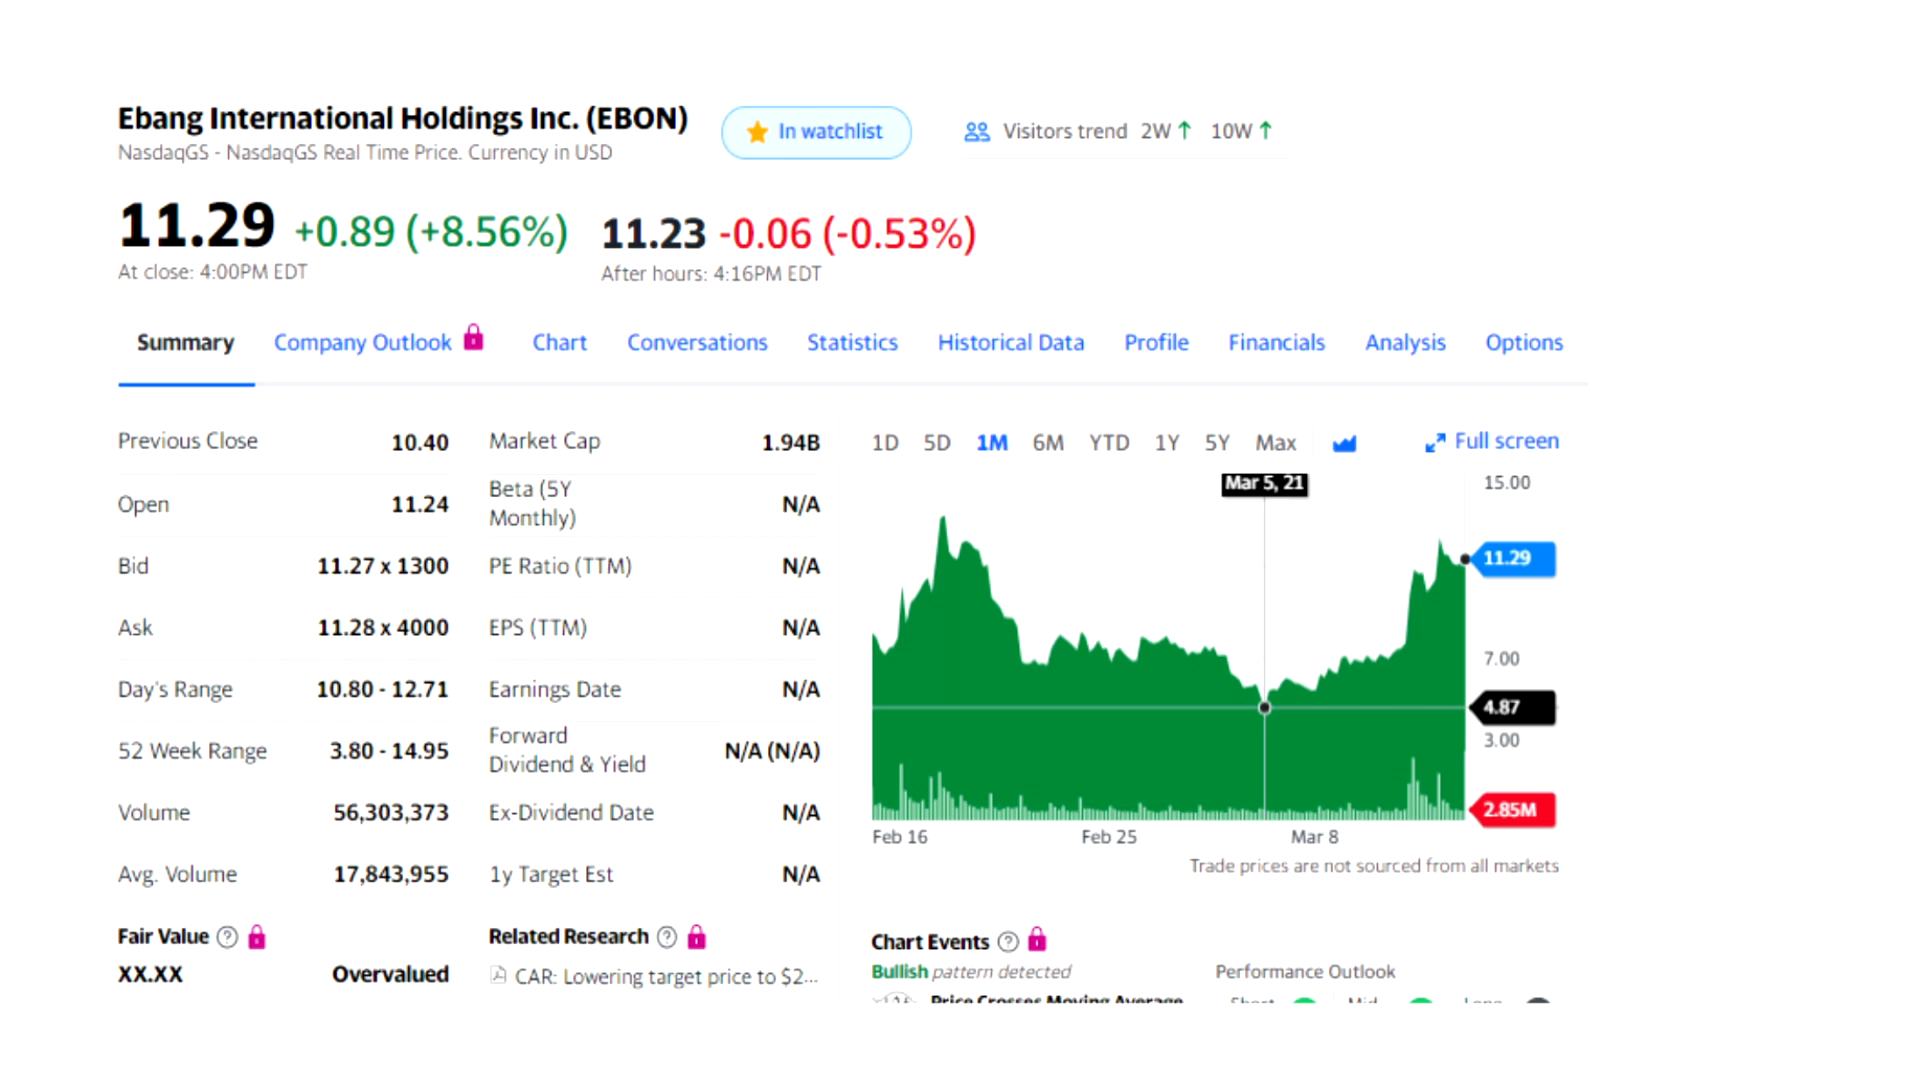 Ebang International Holdings Inc. (EBON)
In watchlist
Visitors trend 2W ↑ 10W ↑
NasdaqGS - NasdaqGS Real Time Price. Currency in USD
11.29 +0.89 (+8.56%)
At close: 4:00PM EDT
11.23 -0.06 (-0.53%)
After hours: 4:16PM EDT
Summary Company Outlook Chart Conversations Statistics Historical Data Profile Financials Analysis Options
Previous Close 10.40
Open 11.24
Bid 11.27 x 1300
Ask 11.28 x 4000
Day's Range 10.80 - 12.71
52 Week Range 3.80 - 14.95
Volume 56,303,373
Avg. Volume 17,843,955
Market Cap 1.94B
Beta (5Y
Monthly) N/A
PE Ratio (TTM) N/A
EPS (TTM) N/A
Earnings Date N/A
Forward
Dividend & Yield N/A (N/A)
Ex-Dividend Date N/A
1y Target Est N/A
1D 5D 1M 6M YTD 1Y 5Y Max Full screen
Mar 5, 21
15.00
11.29
7.00
4.87
3.00
2.85M
Feb 16 Feb 25 Mar 8
Trade prices are not sourced from all markets
Fair Value ?
XX.XX Overvalued
Related Research ?
CAR: Lowering target price to $2...
Chart Events ?
Bullish pattern detected
Performance Outlook
Price Crosses Moving Average
Short Mid Long